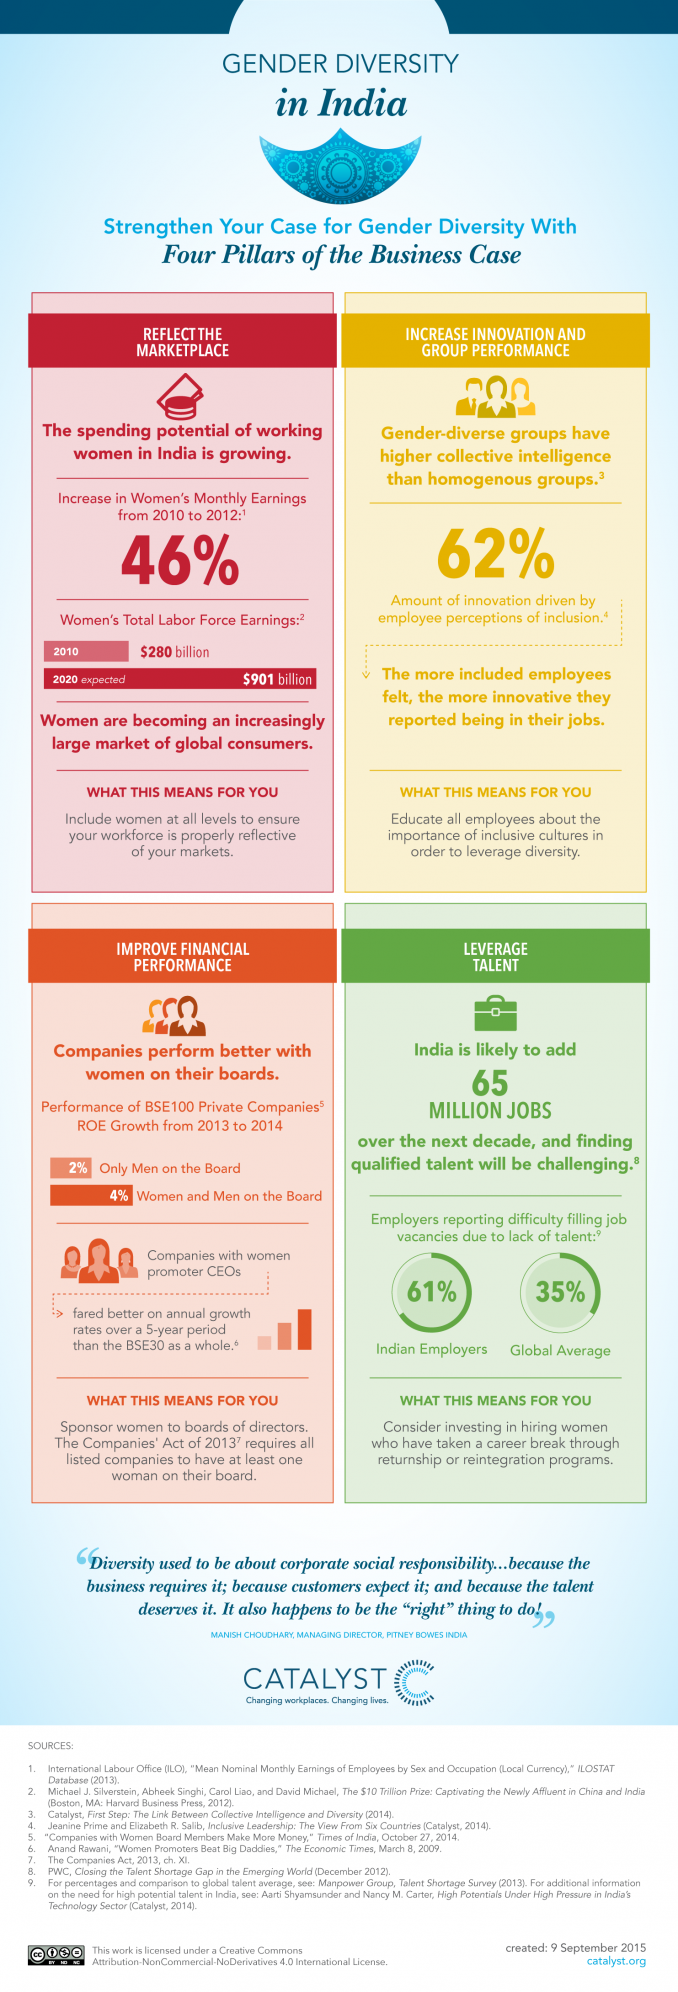 GENDER DIVERSITY
in India
Strengthen Your Case for Gender Diversity With
Four Pillars of the Business Case
REFLECT THE
MARKETPLACE
The spending potential of working
women in India is growing.
Increase in Women's Monthly Earnings
from 2010 to 2012:1
46%
Women's Total Labor Force Earnings:2
2010 $280 billion
2020 expected $901 billion
Women are becoming an increasingly
large market of global consumers.
WHAT THIS MEANS FOR YOU
Include women at all levels to ensure
your workforce is properly reflective
of your markets.
INCREASE INNOVATION AND
GROUP PERFORMANCE
Gender-diverse groups have
higher collective intelligence
than homogenous groups.3
62%
Amount of innovation driven by
employee perceptions of inclusion.4
The more included employees
felt, the more innovative they
reported being in their jobs.
WHAT THIS MEANS FOR YOU
Educate all employees about the
importance of inclusive cultures in
order to leverage diversity.
IMPROVE FINANCIAL
PERFORMANCE
Companies perform better with
women on their boards.
Performance of BSE100 Private Companies5
ROE Growth from 2013 to 2014
2% Only Men on the Board
4% Women and Men on the Board
Companies with women
promoter CEOs
fared better on annual growth
rates over a 5-year period
than the BSE30 as a whole.6
WHAT THIS MEANS FOR YOU
Sponsor women to boards of directors.
The Companies' Act of 20137 requires all
listed companies to have at least one
woman on their board.
LEVERAGE
TALENT
India is likely to add
65
MILLION JOBS
over the next decade, and finding
qualified talent will be challenging.8
Employers reporting difficulty filling job
vacancies due to lack of talent:9
61% 35%
Indian Employers Global Average
WHAT THIS MEANS FOR YOU
Consider investing in hiring women
who have taken a career break through
returnship or reintegration programs.
“Diversity used to be about corporate social responsibility...because the
business requires it; because customers expect it; and because the talent
deserves it. It also happens to be the “right” thing to do!”
MANISH CHOUDHARY, MANAGING DIRECTOR, PITNEY BOWES INDIA
CATALYST
Changing workplaces. Changing lives.
SOURCES:
1. International Labour Office (ILO), “Mean Nominal Monthly Earnings of Employees by Sex and Occupation (Local Currency),” ILOSTAT
Database (2013).
2. Michael J. Silverstein, Abheek Singhi, Carol Liao, and David Michael, The $10 Trillion Prize: Captivating the Newly Affluent in China and India
(Boston, MA: Harvard Business Press, 2012).
3. Catalyst, First Step: The Link Between Collective Intelligence and Diversity (2014).
4. Jeanine Prime and Elizabeth R. Salib, Inclusive Leadership: The View From Six Countries (Catalyst, 2014).
5. “Companies with Women Board Members Make More Money,” Times of India, October 27, 2014.
6. Anand Rawani, “Women Promoters Beat Big Daddies,” The Economic Times, March 8, 2009.
7. The Companies Act, 2013, ch. XI.
8. PWC, Closing the Talent Shortage Gap in the Emerging World (December 2012).
9. For percentages and comparison to global talent average, see: Manpower Group, Talent Shortage Survey (2013). For additional information
on the need for high potential talent in India, see: Aarti Shyamsunder and Nancy M. Carter, High Potentials Under High Pressure in India's
Technology Sector (Catalyst, 2014).
cc BY NO NC
This work is licensed under a Creative Commons
Attribution-NonCommercial-NoDerivatives 4.0 International License.
created: 9 September 2015
catalyst.org